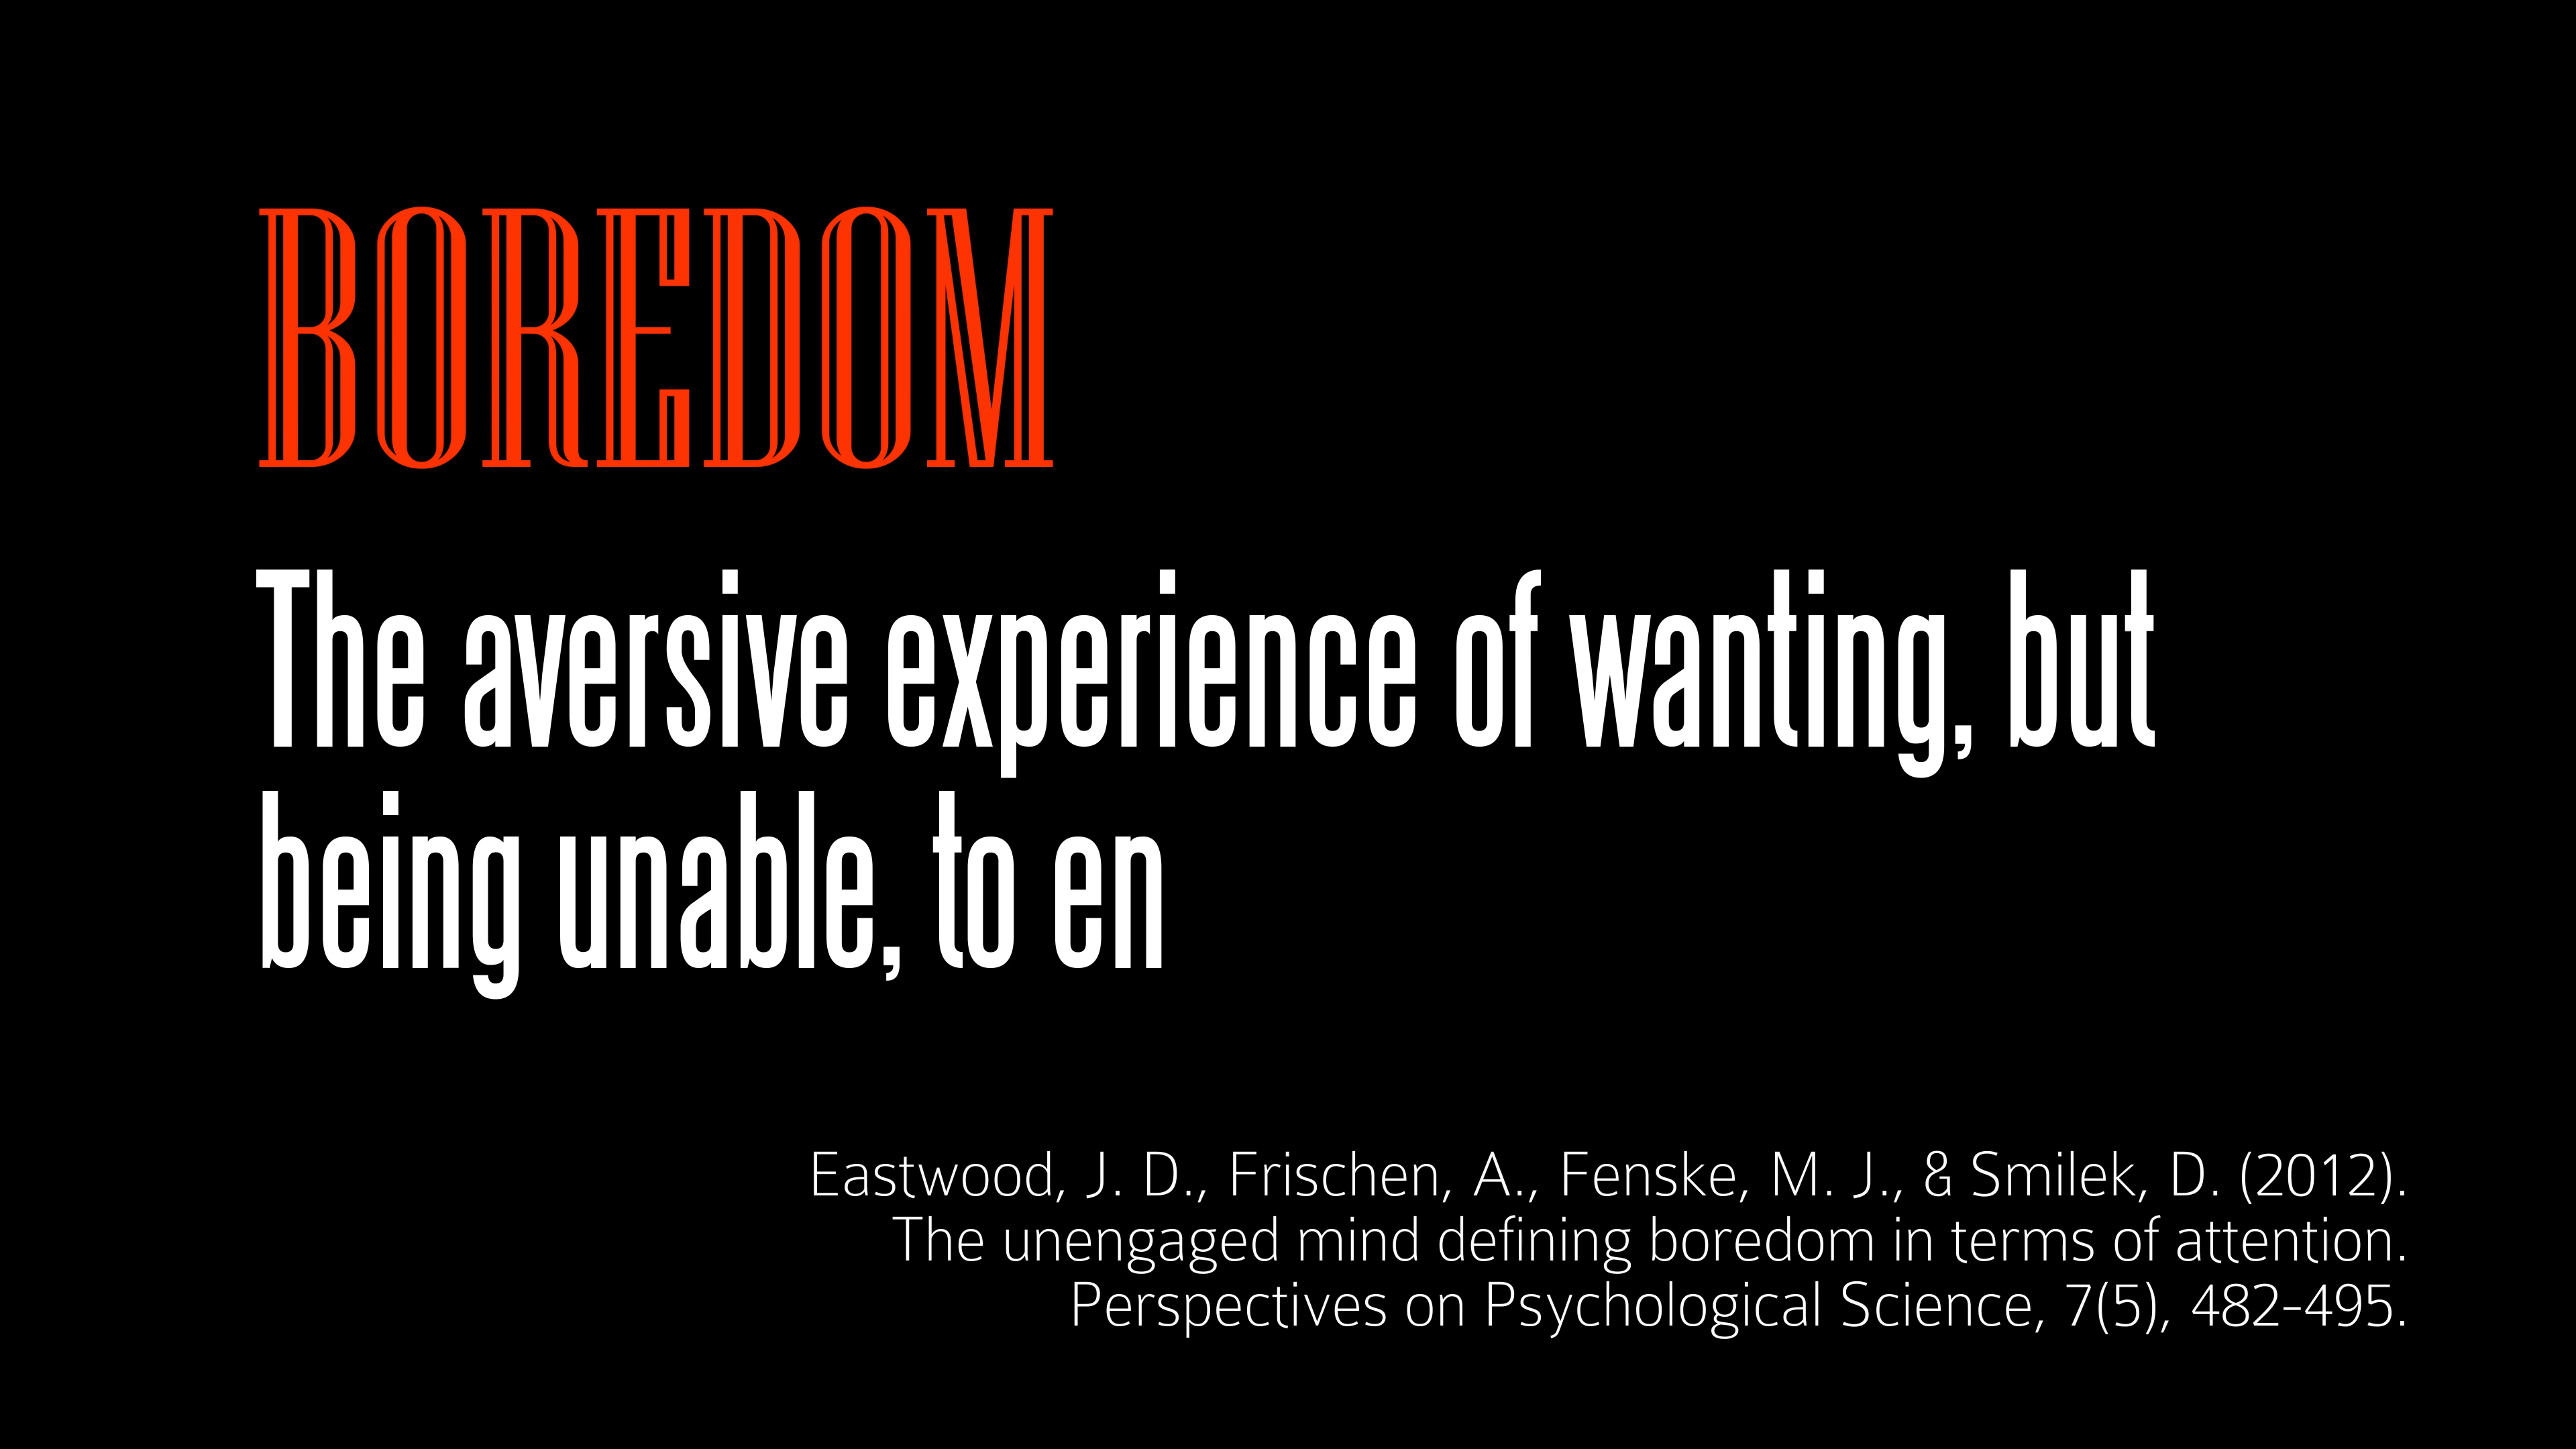 BOREDOM
The aversive experience of wanting, but
being unable, to en
Eastwood, J. D., Frischen, A., Fenske, M. J., & Smilek, D. (2012).
The unengaged mind defining boredom in terms of attention.
Perspectives on Psychological Science, 7(5), 482-495.